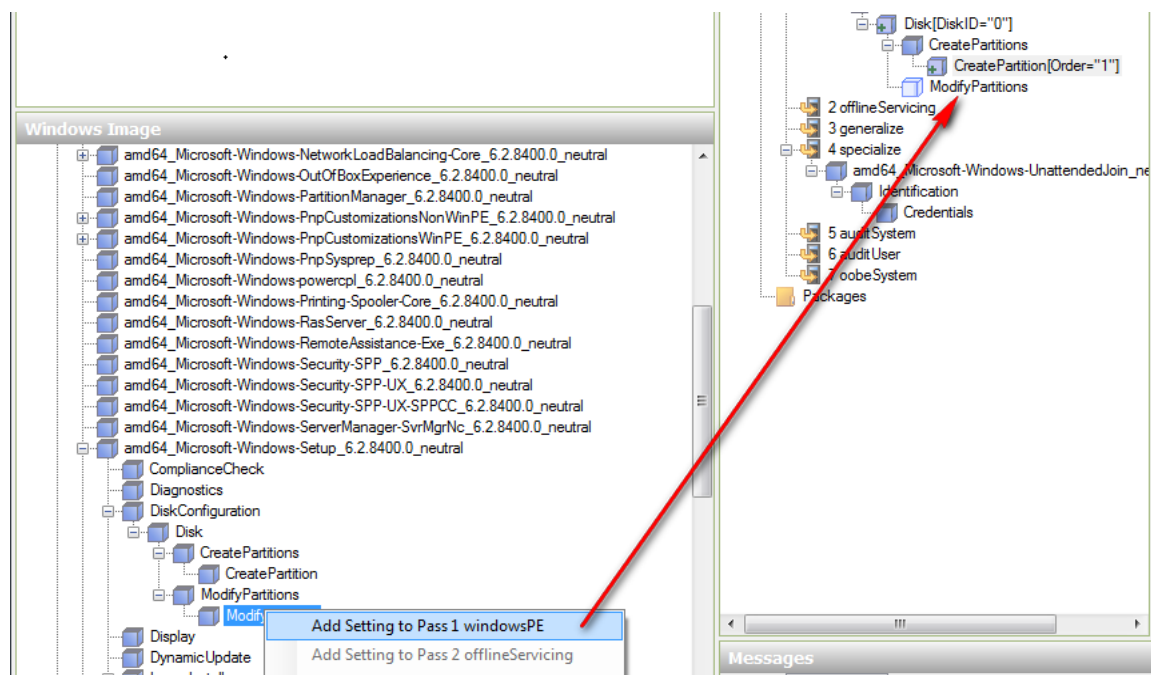 Windows Image
amd64_Microsoft-Windows-NetworkLoadBalancing-Core_6.2.8400.0_neutral
amd64_Microsoft-Windows-OutOfBoxExperience_6.2.8400.0_neutral
amd64_Microsoft-Windows-PartitionManager_6.2.8400.0_neutral
amd64_Microsoft-Windows-PnpCustomizationsNonWinPE_6.2.8400.0_neutral
amd64_Microsoft-Windows-PnpCustomizationsWinPE_6.2.8400.0_neutral
amd64_Microsoft-Windows-PnpSysprep_6.2.8400.0_neutral
amd64_Microsoft-Windows-powercpl_6.2.8400.0_neutral
amd64_Microsoft-Windows-Printing-Spooler-Core_6.2.8400.0_neutral
amd64_Microsoft-Windows-RasServer_6.2.8400.0_neutral
amd64_Microsoft-Windows-RemoteAssistance-Exe_6.2.8400.0_neutral
amd64_Microsoft-Windows-Security-SPP_6.2.8400.0_neutral
amd64_Microsoft-Windows-Security-SPP-UX_6.2.8400.0_neutral
amd64_Microsoft-Windows-Security-SPP-UX-SPPCC_6.2.8400.0_neutral
amd64_Microsoft-Windows-ServerManager-SvrMgrNc_6.2.8400.0_neutral
amd64_Microsoft-Windows-Setup_6.2.8400.0_neutral
ComplianceCheck
Diagnostics
DiskConfiguration
Disk
CreatePartitions
CreatePartition
ModifyPartitions
Modify
Add Setting to Pass 1 windowsPE
Add Setting to Pass 2 offlineServicing
Display
DynamicUpdate
Disk[DiskID="0"]
CreatePartitions
CreatePartition[Order="1"]
ModifyPartitions
2 offlineServicing
3 generalize
4 specialize
amd64_Microsoft-Windows-UnattendedJoin_ne
Identification
Credentials
5 auditSystem
6 auditUser
7 oobeSystem
Packages
Messages